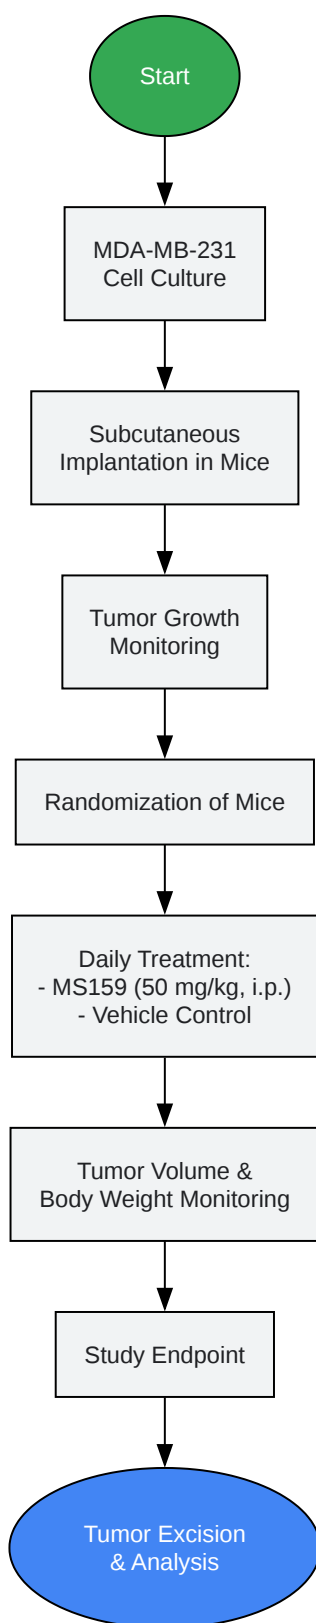 Start
MDA-MB-231
Cell Culture
Subcutaneous
Implantation in Mice
Tumor Growth
Monitoring
Randomization of Mice
Daily Treatment:
- MS159 (50 mg/kg, i.p.)
- Vehicle Control
Tumor Volume &
Body Weight Monitoring
Study Endpoint
Tumor Excision
& Analysis